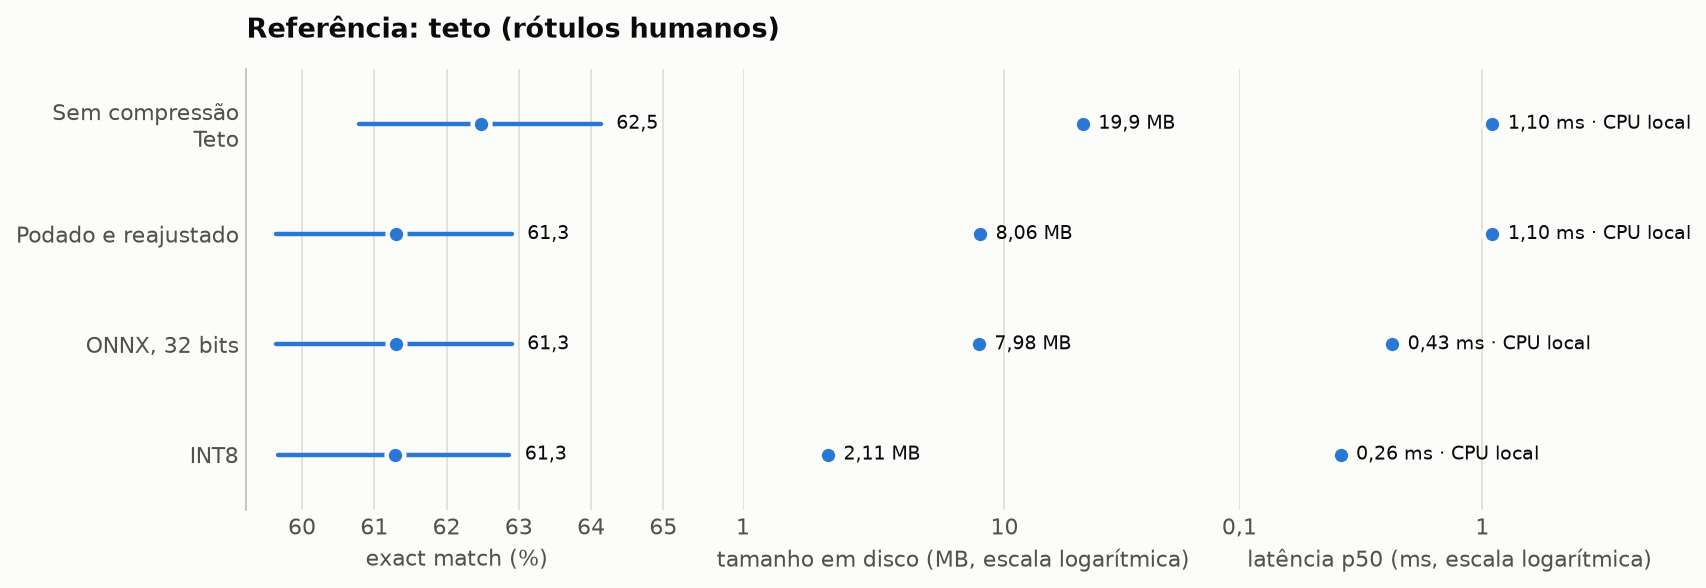 Referência: teto (rótulos humanos)
Sem compressão
Teto
62,5
19,9 MB
1,10 ms · CPU local
Podado e reajustado
61,3
8,06 MB
1,10 ms · CPU local
ONNX, 32 bits
61,3
7,98 MB
0,43 ms · CPU local
INT8
61,3
2,11 MB
0,26 ms · CPU local
60 61 62 63 64 65
1 10
0,1 1
exact match (%)
tamanho em disco (MB, escala logarítmica)
latência p50 (ms, escala logarítmica)